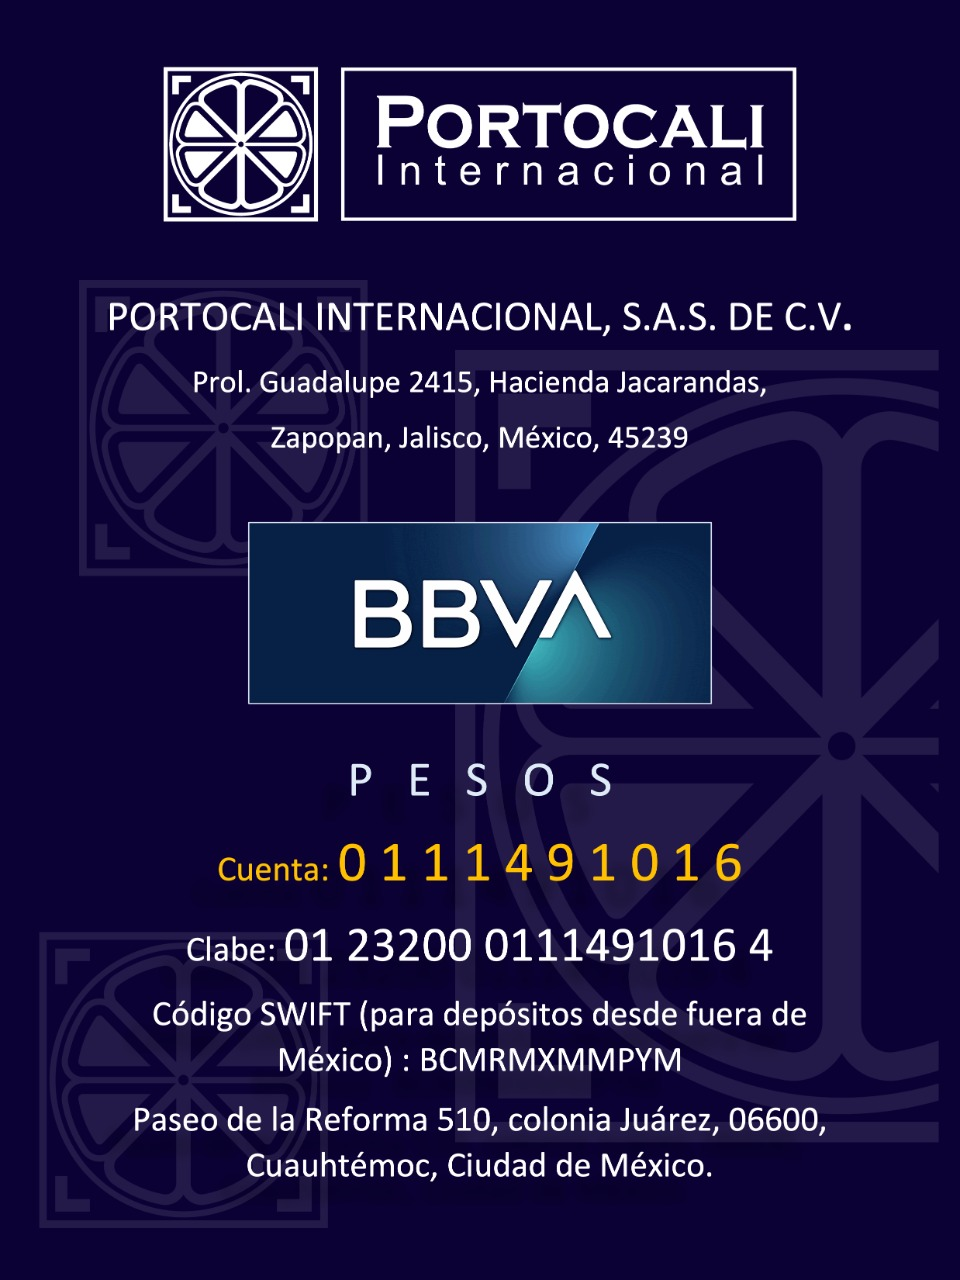 PORTOCALI
Internacional
PORTOCALI INTERNACIONAL, S.A.S. DE C.V.
Prol. Guadalupe 2415, Hacienda Jacarandas,
Zapopan, Jalisco, México, 45239
BBVA
PESOS
Cuenta: 0 1 1 1 4 9 1 0 1 6
Clabe: 01 23200 0111491016 4
Código SWIFT (para depósitos desde fuera de
México) : BCMRMXMMPYM
Paseo de la Reforma 510, colonia Juárez, 06600,
Cuauhtémoc, Ciudad de México.